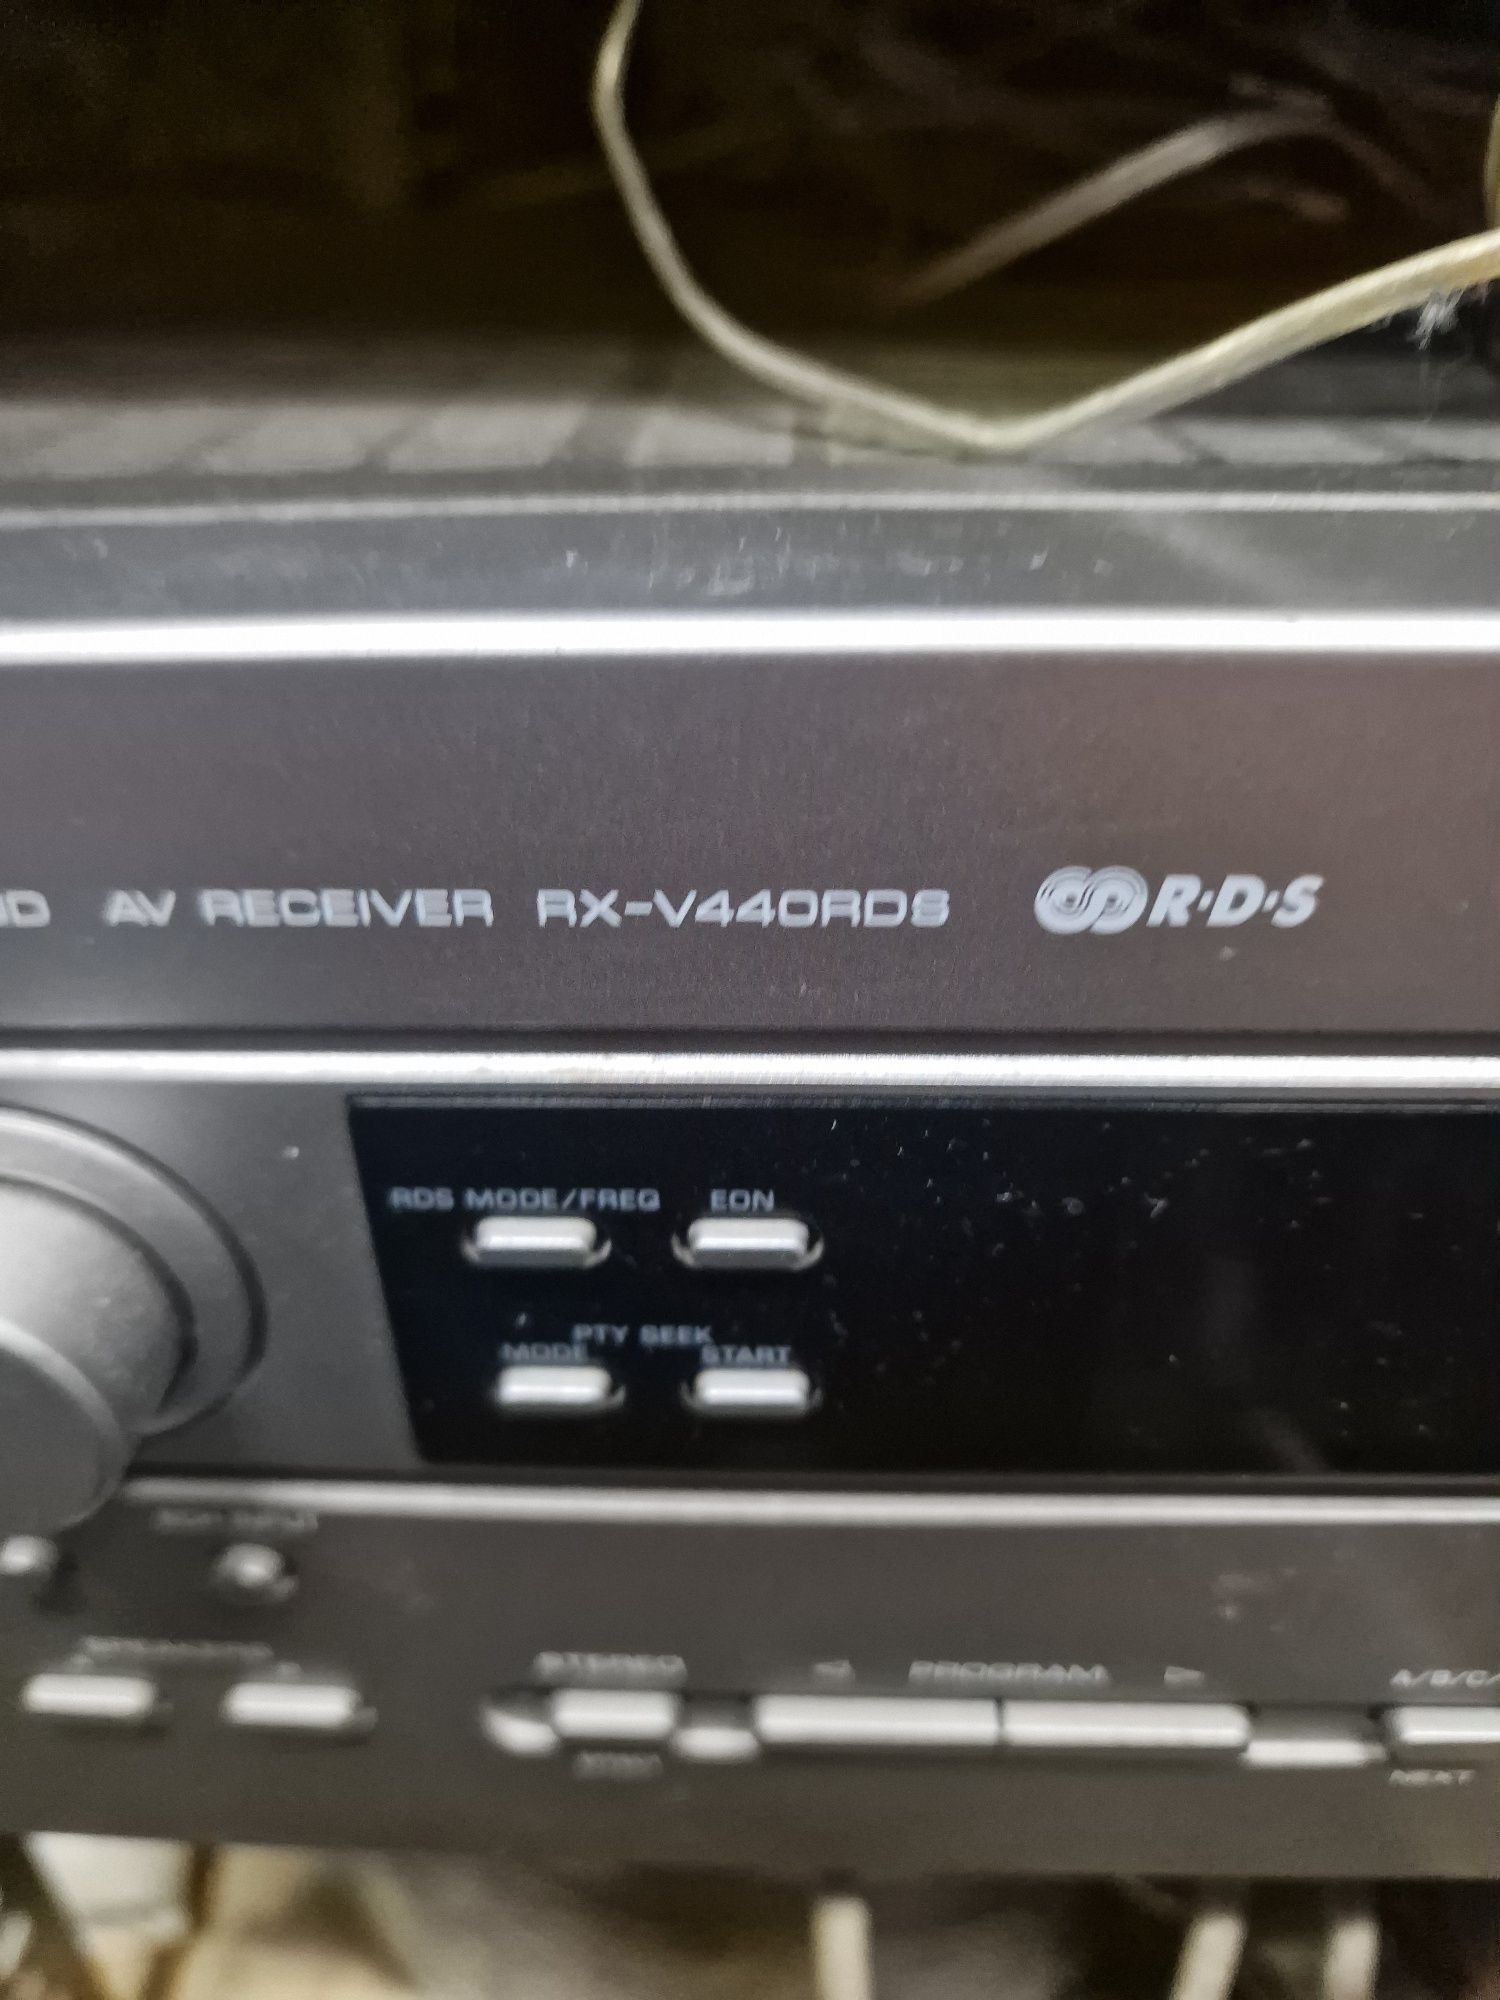 AV RECEIVER RX-V440RDS R·D·S
RDS MODE/FREQ EON
PTY SEEK
MODE START
STEREO ◁ PROGRAM ▷ A/B/C/
NEXT